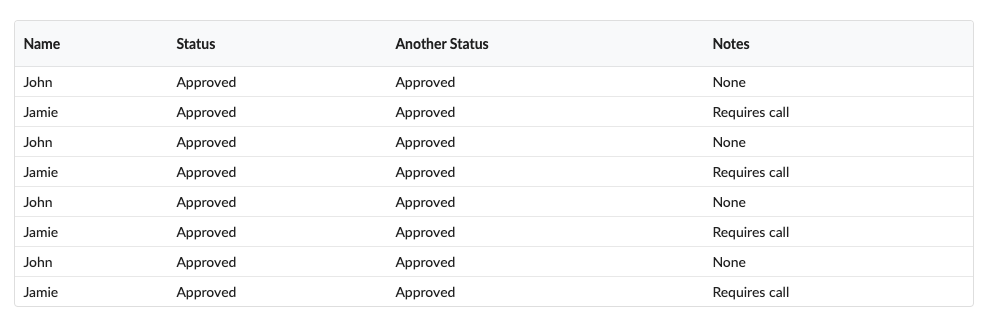 Name Status Another Status Notes
John Approved Approved None
Jamie Approved Approved Requires call
John Approved Approved None
Jamie Approved Approved Requires call
John Approved Approved None
Jamie Approved Approved Requires call
John Approved Approved None
Jamie Approved Approved Requires call